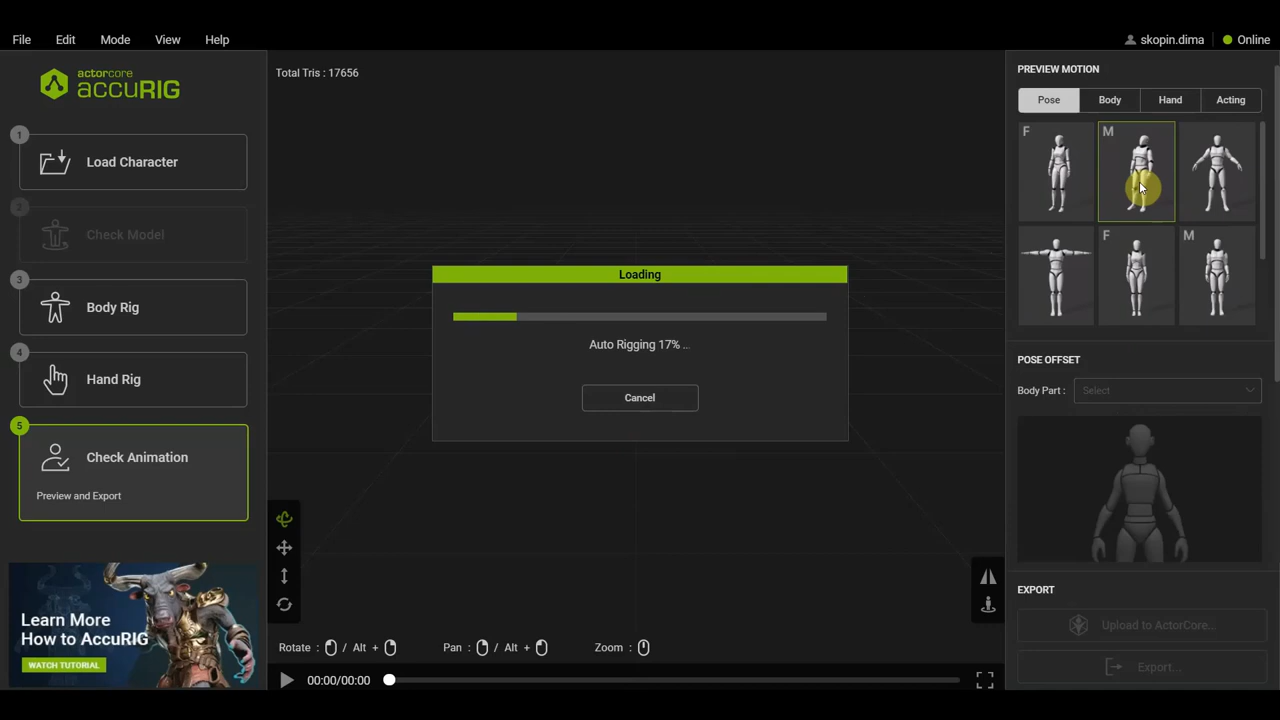 File Edit Mode View Help
skopin.dima Online
actorcore
accuRIG
1
Load Character
2
Check Model
3
Body Rig
4
Hand Rig
5
Check Animation
Preview and Export
Learn More
How to AccuRIG
WATCH TUTORIAL
Total Tris : 17656
Loading
Auto Rigging 17% ...
Cancel
Rotate : / Alt + Pan : / Alt + Zoom :
00:00/00:00
PREVIEW MOTION
Pose Body Hand Acting
F M
F M
POSE OFFSET
Body Part : Select
EXPORT
Upload to ActorCore...
Export...